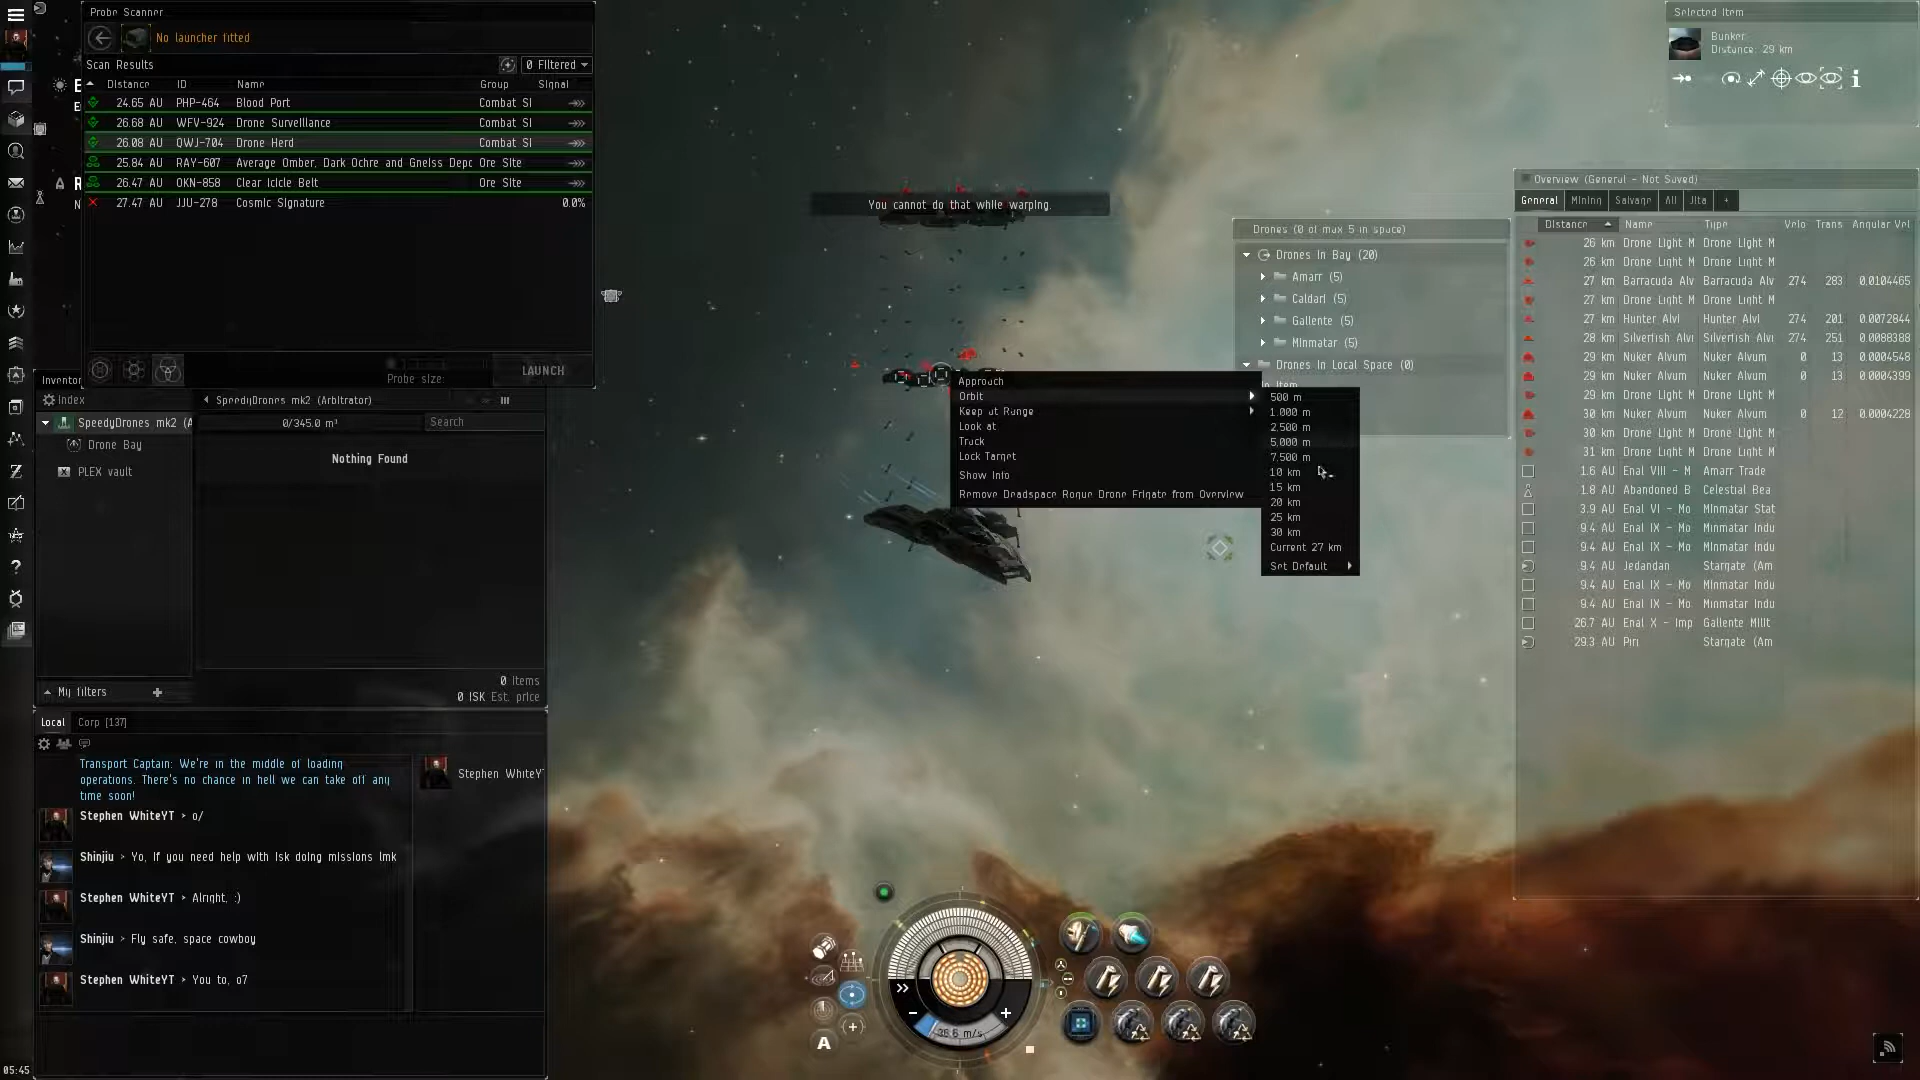 Probe Scanner
No launcher fitted
Scan Results
0 Filtered
Distance ID Name Group Signal
24.65 AU PHP-464 Blood Port Combat Si
26.68 AU WFV-924 Drone Surveillance Combat Si
26.08 AU QWJ-704 Drone Herd Combat Si
25.84 AU RAY-607 Average Omber, Dark Ochre and Gneiss Depo Ore Site
26.47 AU OKN-858 Clear Icicle Belt Ore Site
27.47 AU JJU-278 Cosmic Signature 0.0%
Probe size:
LAUNCH
Inventor
Index
SpeedyDrones mk2 (Arbitrator)
SpeedyDrones mk2 (A
0/345.0 m³
Search
Drone Bay
PLEX vault
Nothing Found
My filters
0 Items
0 ISK Est. price
Local Corp [137]
Transport Captain: We're in the middle of loading
operations. There's no chance in hell we can take off any
time soon!
Stephen WhiteYT > o/
Shinjiu > Yo, if you need help with isk doing missions lmk
Stephen WhiteYT > Alright, :)
Shinjiu > Fly safe, space cowboy
Stephen WhiteYT > You to, o7
Stephen WhiteY
05:45
You cannot do that while warping.
Approach
Orbit
Keep at Range
Look at
Track
Lock Target
Show Info
Remove Deadspace Rogue Drone Frigate from Overview
500 m
1,000 m
2,500 m
5,000 m
7,500 m
10 km
15 km
20 km
25 km
30 km
Current 27 km
Set Default
Drones (0 of max 5 in space)
Drones in Bay (20)
Amarr (5)
Caldari (5)
Gallente (5)
Minmatar (5)
Drones in Local Space (0)
in Item
36.6 m/s
A
Selected Item
Bunker
Distance: 29 km
Overview (General - Not Saved)
General Mining Salvage All Jita +
Distance Name Type Velo Trans Angular Vel
26 km Drone Light M Drone Light M
26 km Drone Light M Drone Light M
27 km Barracuda Alv Barracuda Alv 274 283 0.0104465
27 km Drone Light M Drone Light M
27 km Hunter Alvi Hunter Alvi 274 201 0.0072844
28 km Silverfish Alvi Silverfish Alvi 274 251 0.0088388
29 km Nuker Alvum Nuker Alvum 0 13 0.0004548
29 km Nuker Alvum Nuker Alvum 0 13 0.0004399
29 km Drone Light M Drone Light M
30 km Nuker Alvum Nuker Alvum 0 12 0.0004228
30 km Drone Light M Drone Light M
31 km Drone Light M Drone Light M
1.6 AU Enal VIII - M Amarr Trade
1.8 AU Abandoned B Celestial Bea
3.9 AU Enal VI - Mo Minmatar Stat
9.4 AU Enal IX - Mo Minmatar Indu
9.4 AU Enal IX - Mo Minmatar Indu
9.4 AU Jedandan Stargate (Am
9.4 AU Enal IX - Mo Minmatar Indu
9.4 AU Enal IX - Mo Minmatar Indu
26.7 AU Enal X - Imp Gallente Milit
29.3 AU Piri Stargate (Am